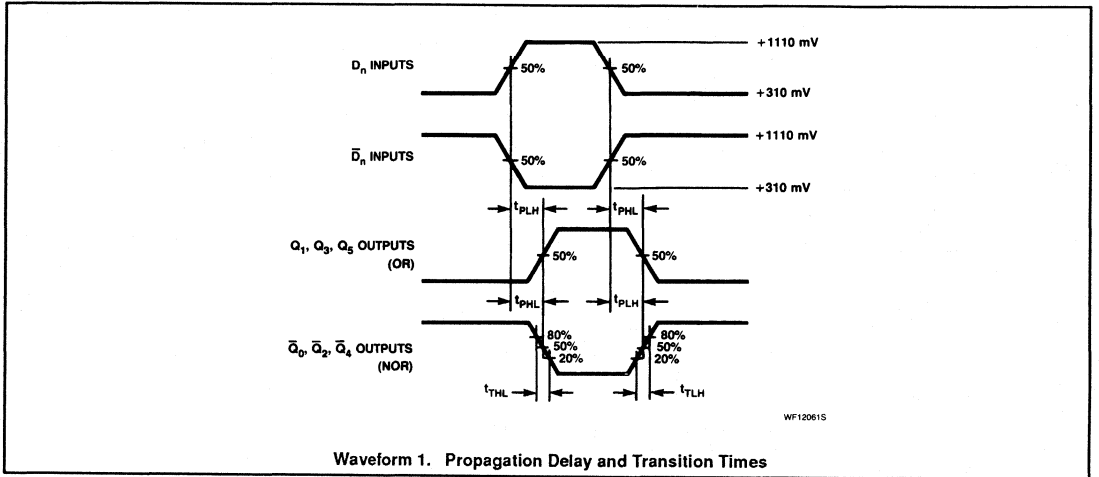 +1110 mV
Dₙ INPUTS
50%
50%
+310 mV
+1110 mV
D̅ₙ INPUTS
50%
50%
+310 mV
tPLH
tPHL
Q₁, Q₃, Q₅ OUTPUTS
(OR)
50%
50%
tPHL
tPLH
Q̅₀, Q̅₂, Q̅₄ OUTPUTS
(NOR)
80%
50%
20%
80%
50%
20%
tTHL
tTLH
WF12061S
Waveform 1. Propagation Delay and Transition Times